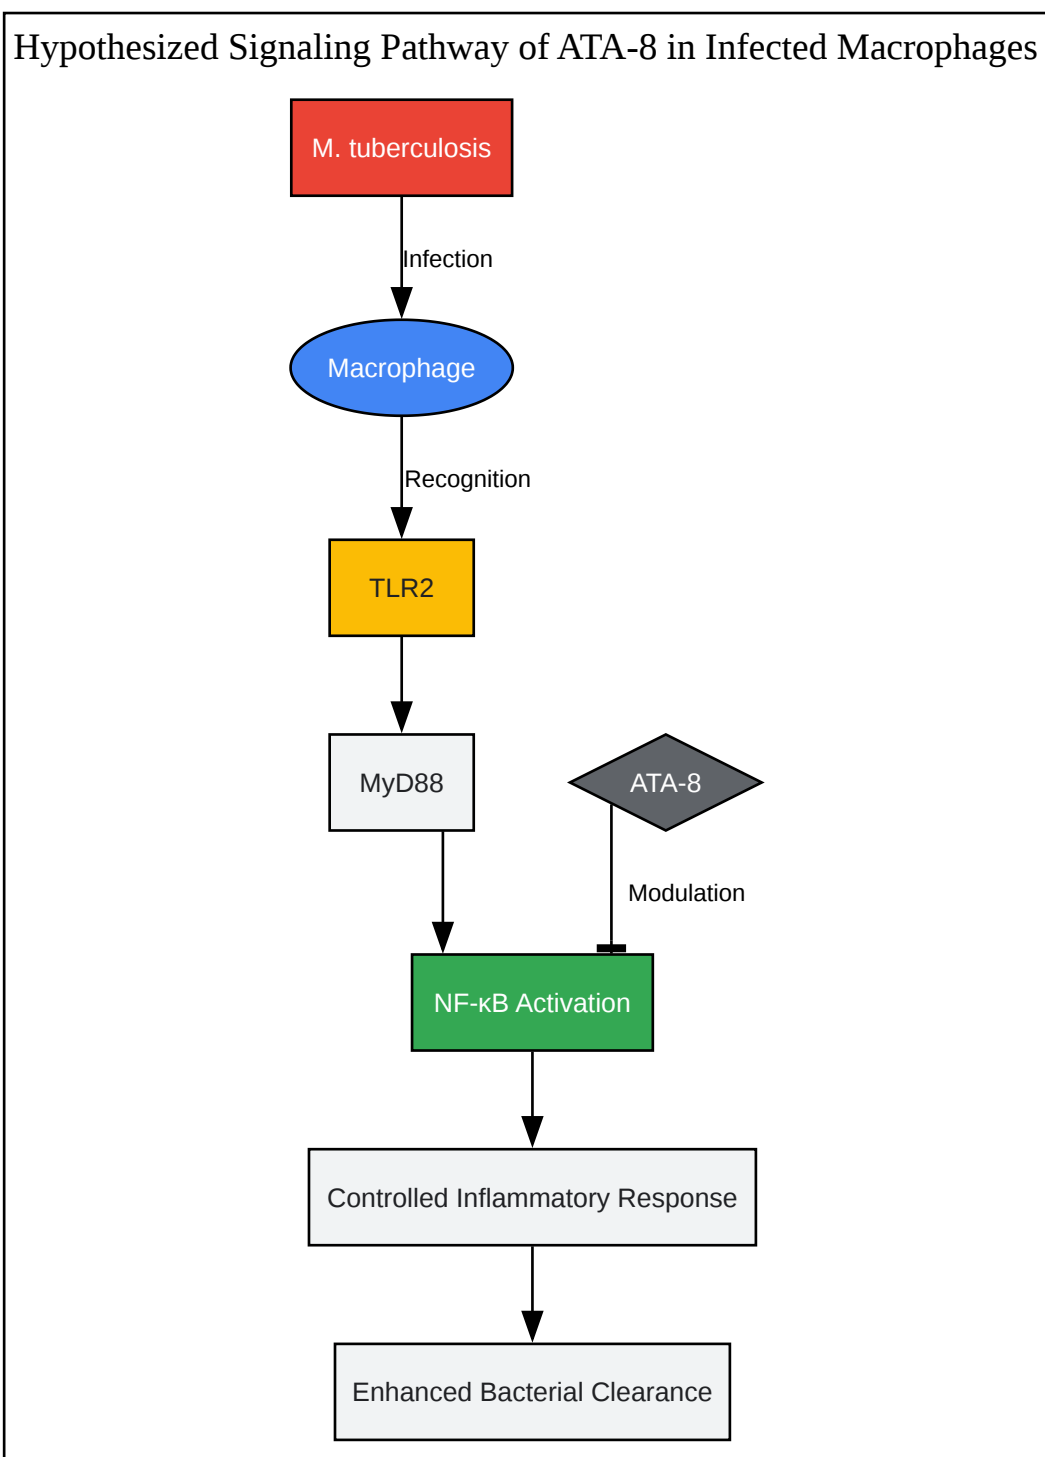 Hypothesized Signaling Pathway of ATA-8 in Infected Macrophages
M. tuberculosis
Infection
Macrophage
Recognition
TLR2
MyD88
ATA-8
Modulation
NF-κB Activation
Controlled Inflammatory Response
Enhanced Bacterial Clearance